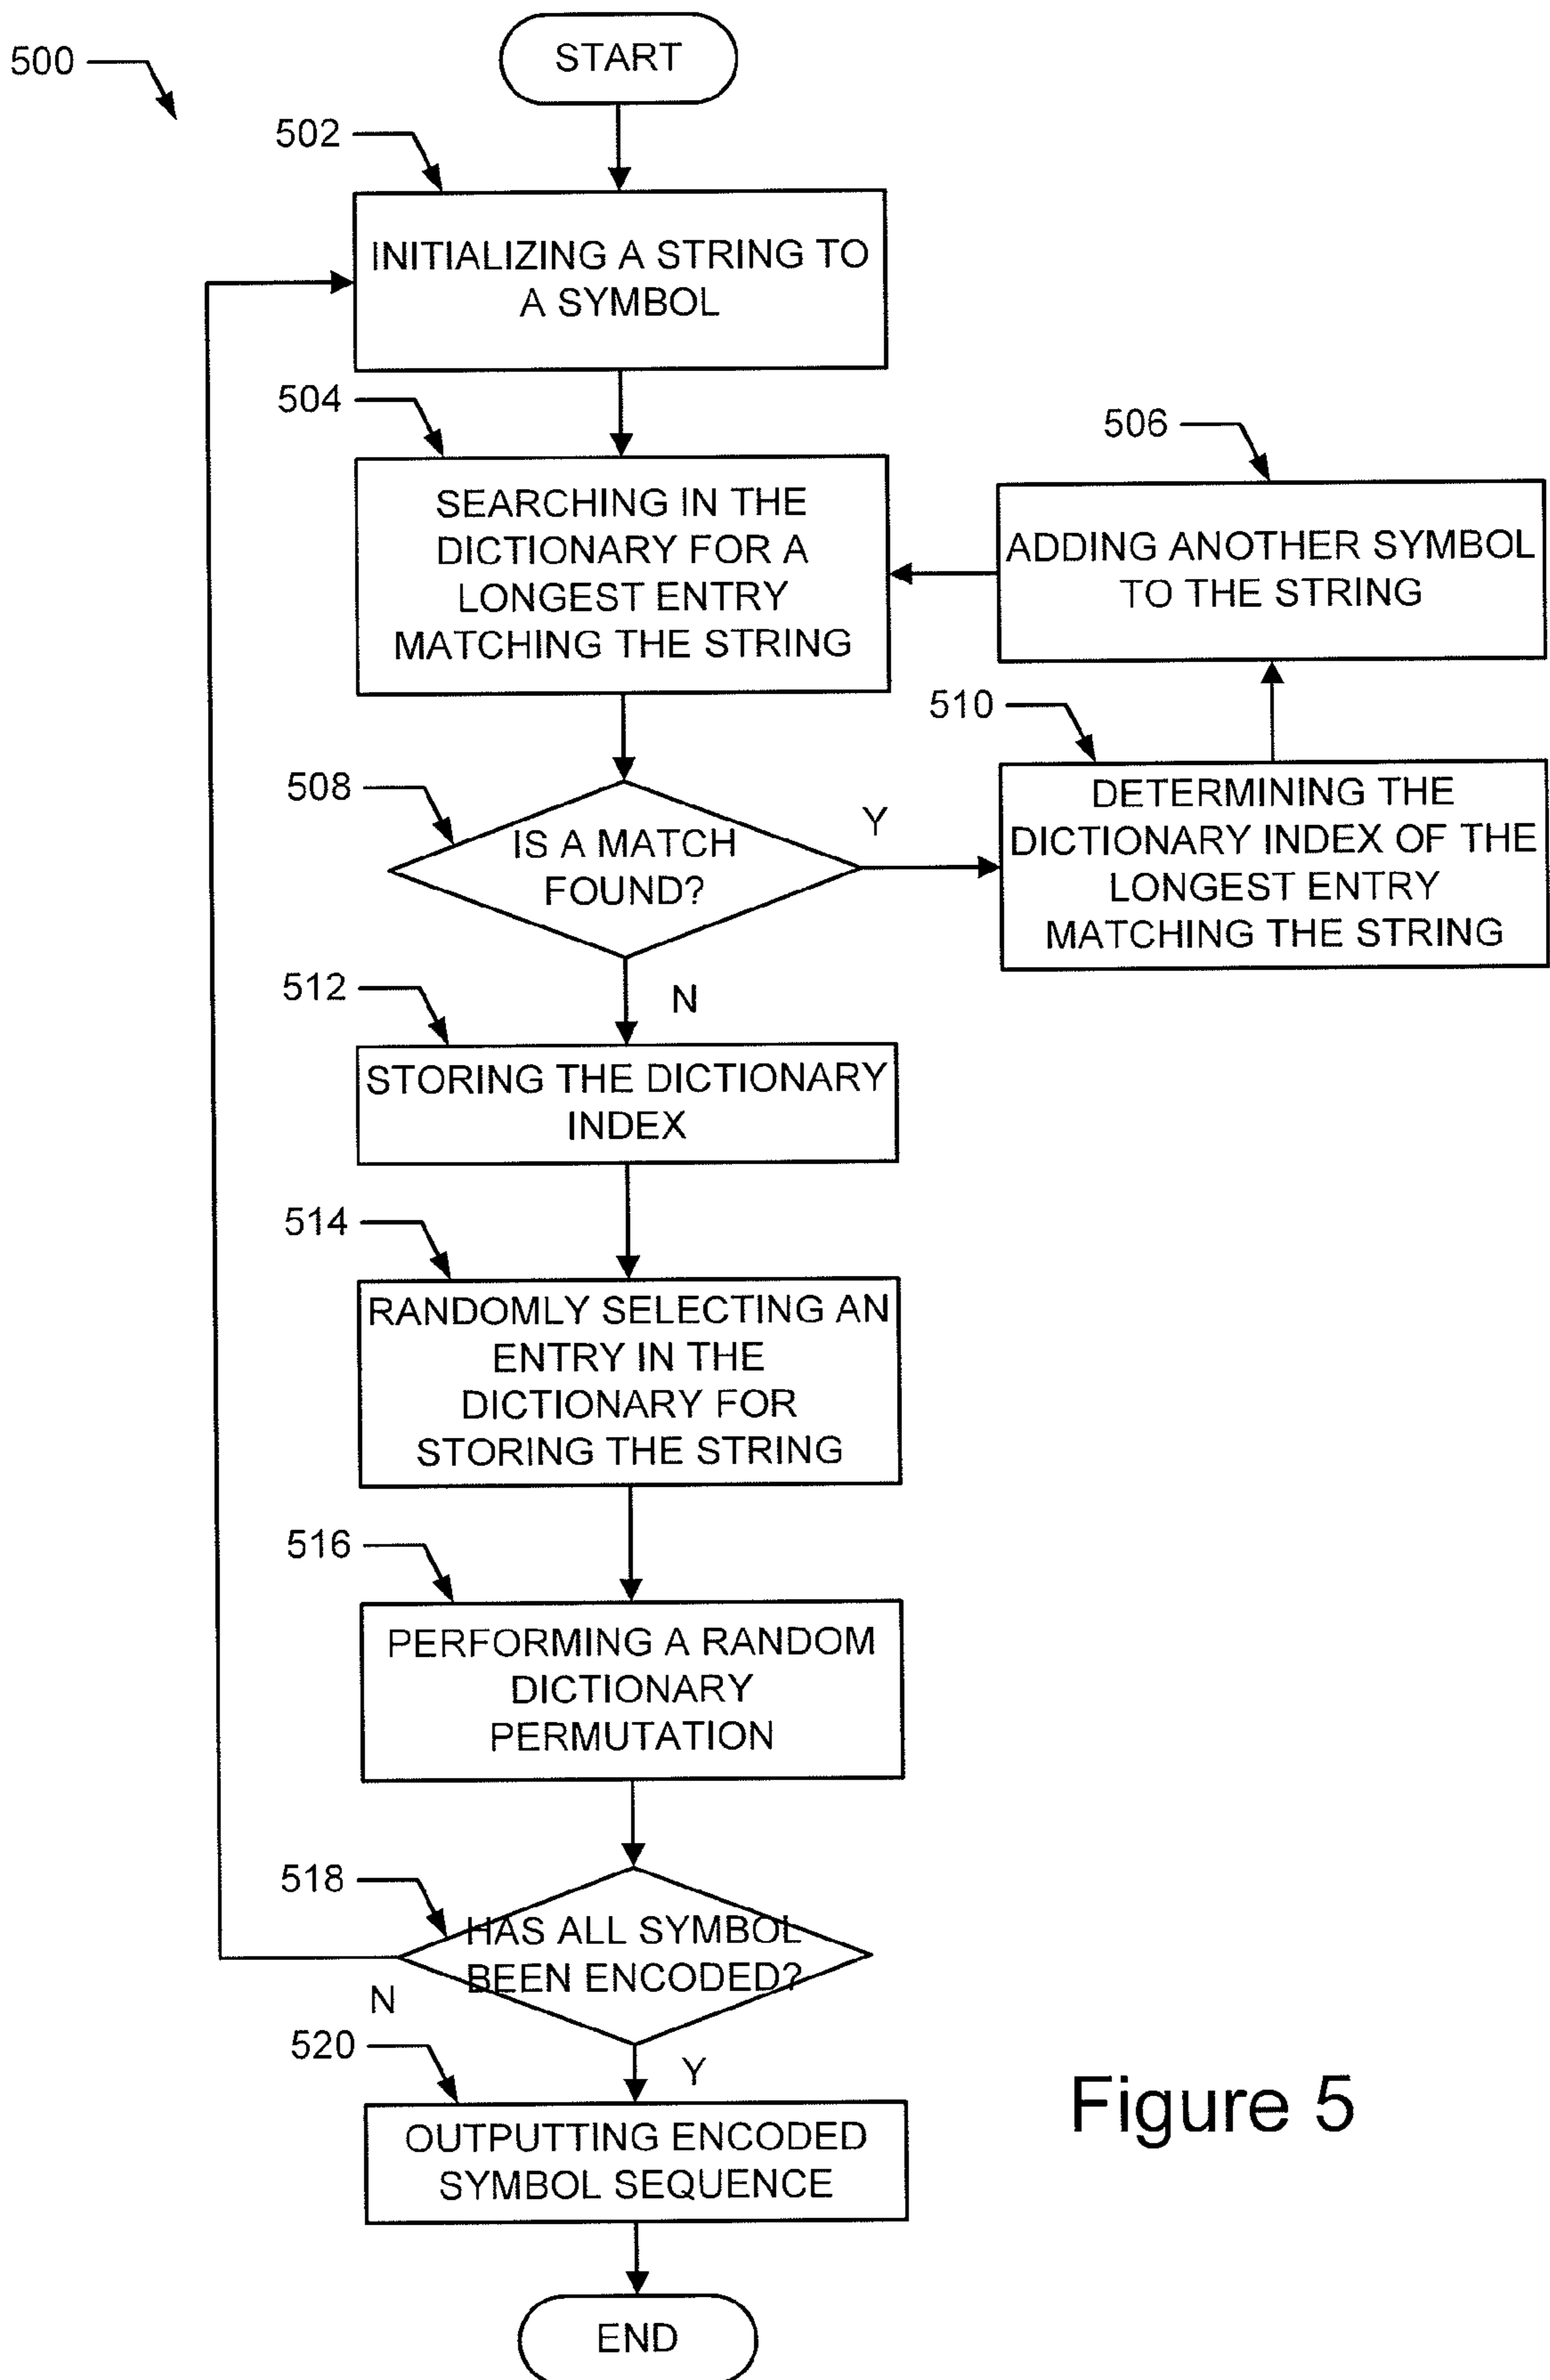 500
START
502
INITIALIZING A STRING TO
A SYMBOL
504
SEARCHING IN THE
DICTIONARY FOR A
LONGEST ENTRY
MATCHING THE STRING
506
ADDING ANOTHER SYMBOL
TO THE STRING
508
IS A MATCH
FOUND?
Y
510
DETERMINING THE
DICTIONARY INDEX OF THE
LONGEST ENTRY
MATCHING THE STRING
N
512
STORING THE DICTIONARY
INDEX
514
RANDOMLY SELECTING AN
ENTRY IN THE
DICTIONARY FOR
STORING THE STRING
516
PERFORMING A RANDOM
DICTIONARY
PERMUTATION
518
HAS ALL SYMBOL
BEEN ENCODED?
N
Y
520
OUTPUTTING ENCODED
SYMBOL SEQUENCE
END
Figure 5